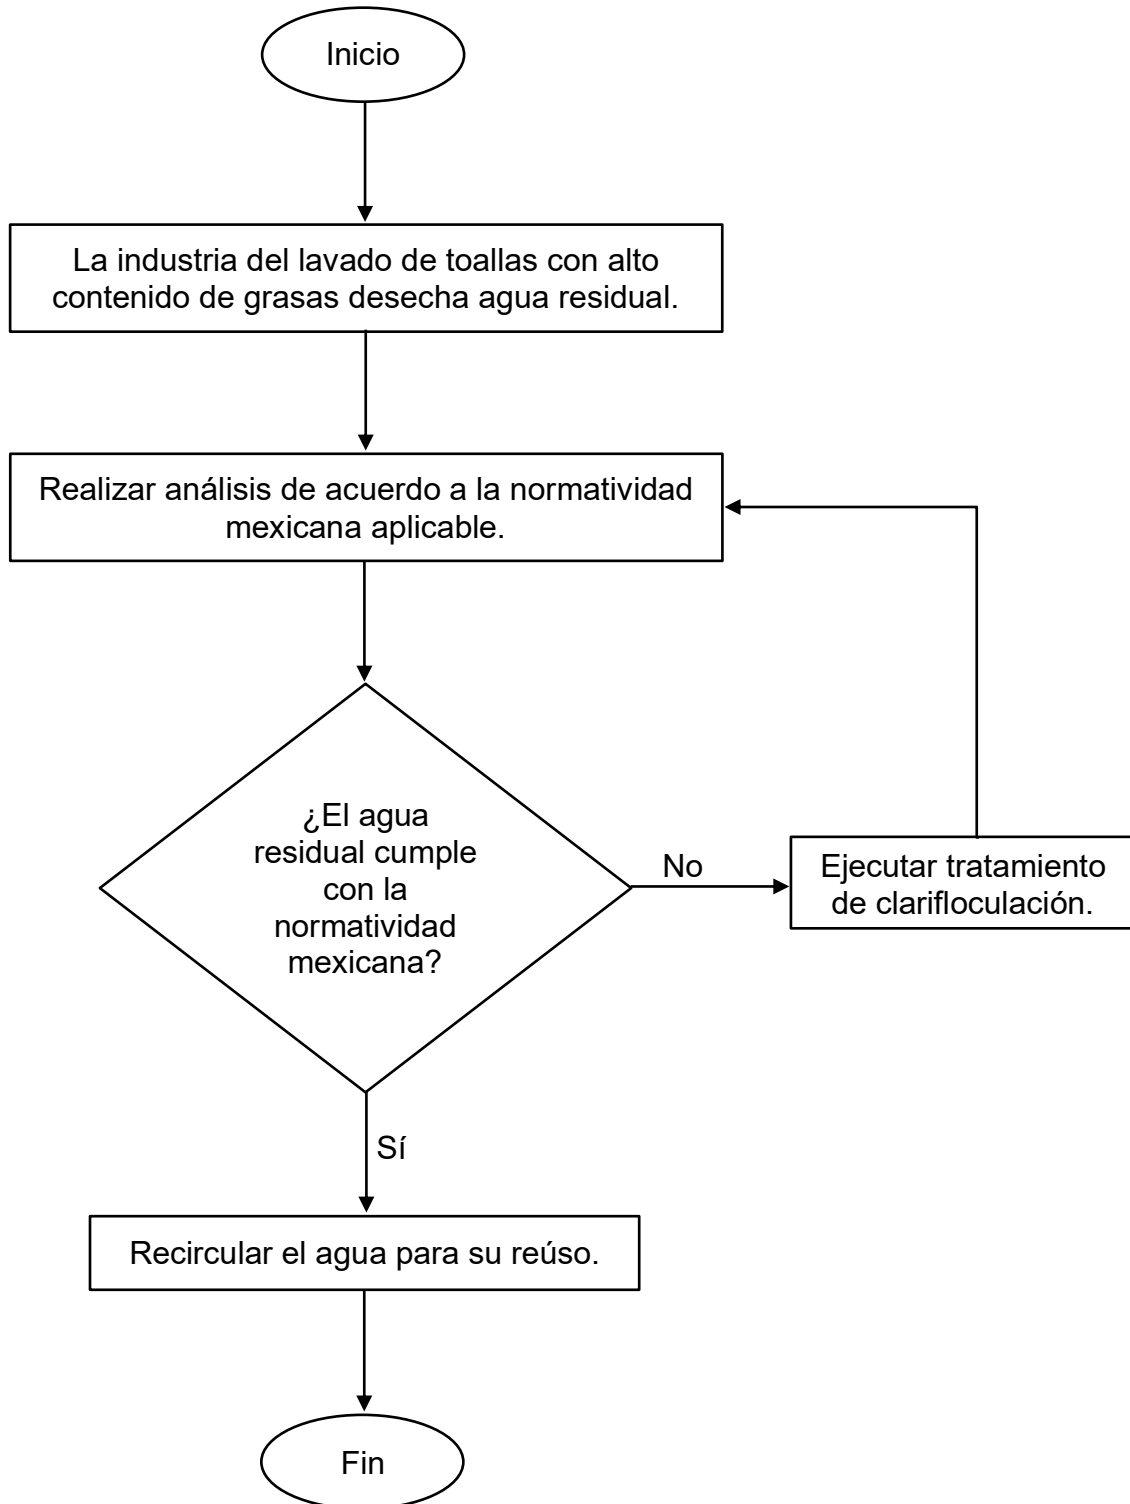 Inicio
La industria del lavado de toallas con alto
contenido de grasas desecha agua residual.
Realizar análisis de acuerdo a la normatividad
mexicana aplicable.
¿El agua
residual cumple
con la
normatividad
mexicana?
No
Ejecutar tratamiento
de clarifloculación.
Sí
Recircular el agua para su reúso.
Fin